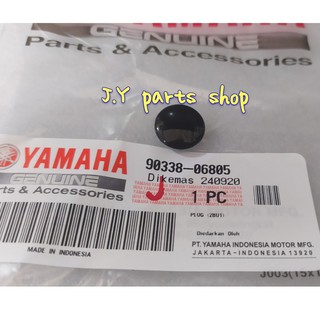 GENUINE
Parts & Accessories
J.Y parts shop
YAMAHA
GENUINE
Parts & Accessories
MADE IN INDONESIA
90338-06805
Dikemas 240920
J
1 PC
PLUG (2BU1)
Diedarkan Oleh
PT. YAMAHA INDONESIA MOTOR MFG.
JAKARTA-INDONESIA 13920